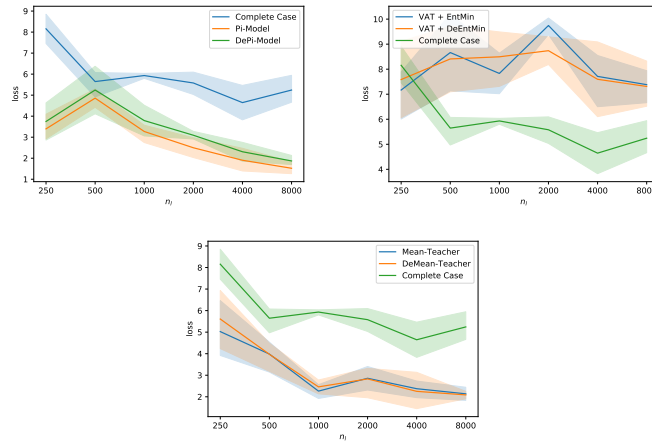 Complete Case
Pi-Model
DePi-Model
9
8
7
6
5
4
3
2
1
loss
250
500
1000
2000
4000
8000
n_l
VAT + EntMin
VAT + DeEntMin
Complete Case
10
9
8
7
6
5
4
loss
250
500
1000
2000
4000
8000
n_l
Mean-Teacher
DeMean-Teacher
Complete Case
9
8
7
6
5
4
3
2
loss
250
500
1000
2000
4000
8000
n_l